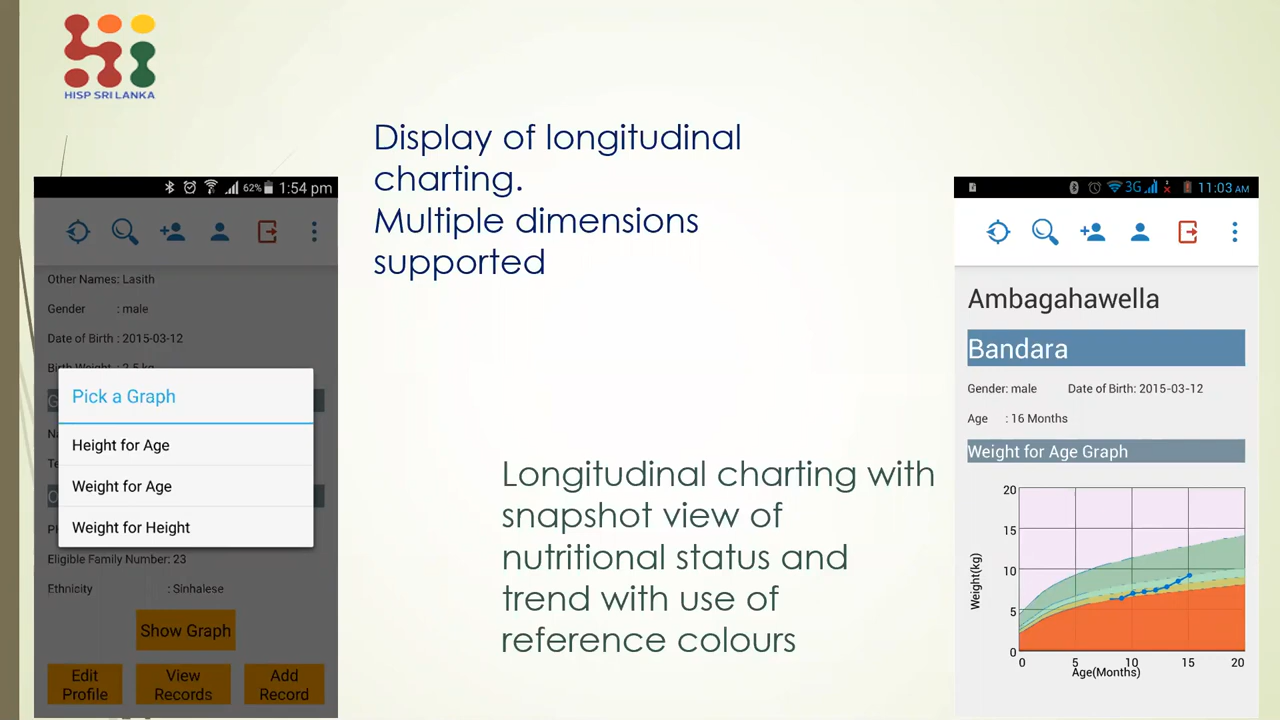 HISP SRI LANKA
Display of longitudinal
charting.
Multiple dimensions
supported
62% 1:54 pm
Other Names: Lasith
Gender : male
Date of Birth : 2015-03-12
Birth Weight : 2.5 kg
Pick a Graph
Height for Age
Weight for Age
Weight for Height
Eligible Family Number: 23
Ethnicity : Sinhalese
Show Graph
Edit
Profile
View
Records
Add
Record
Longitudinal charting with
snapshot view of
nutritional status and
trend with use of
reference colours
3G 11:03 AM
Ambagahawella
Bandara
Gender: male Date of Birth: 2015-03-12
Age : 16 Months
Weight for Age Graph
20
15
10
5
0
Weight(kg)
0 5 10 15 20
Age(Months)